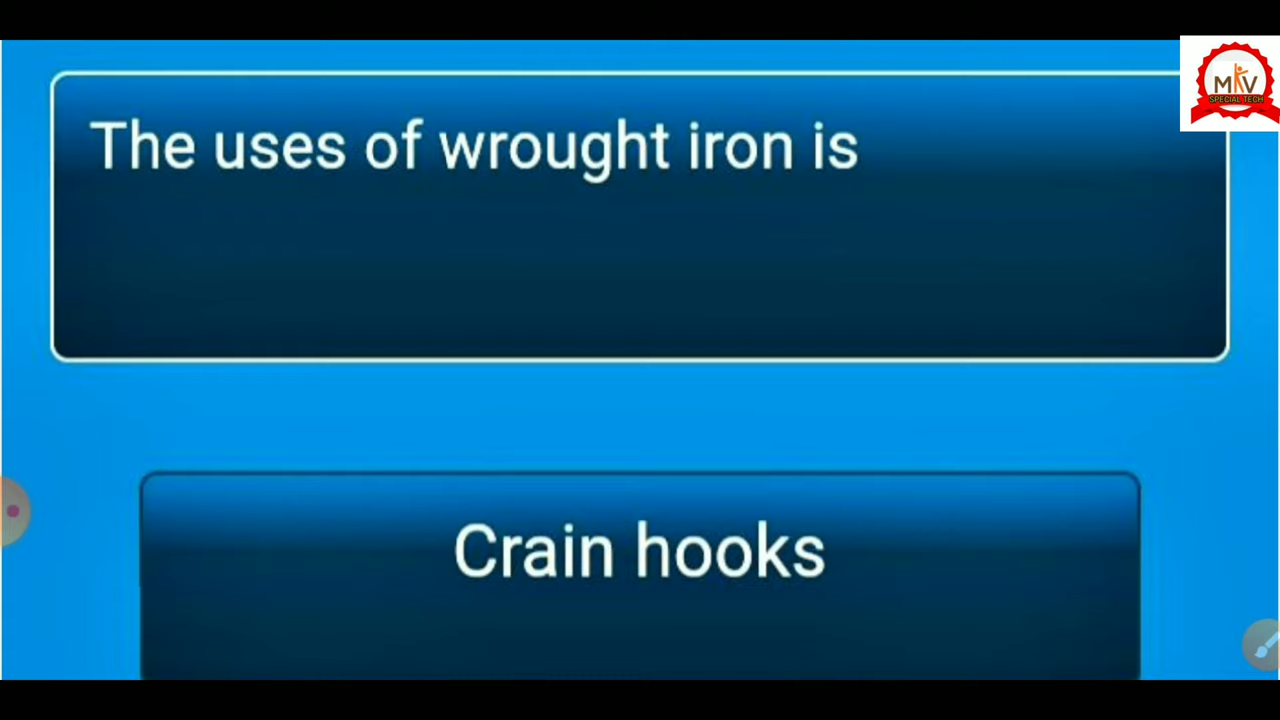 MKV
SPECIAL TECH
The uses of wrought iron is
Crain hooks